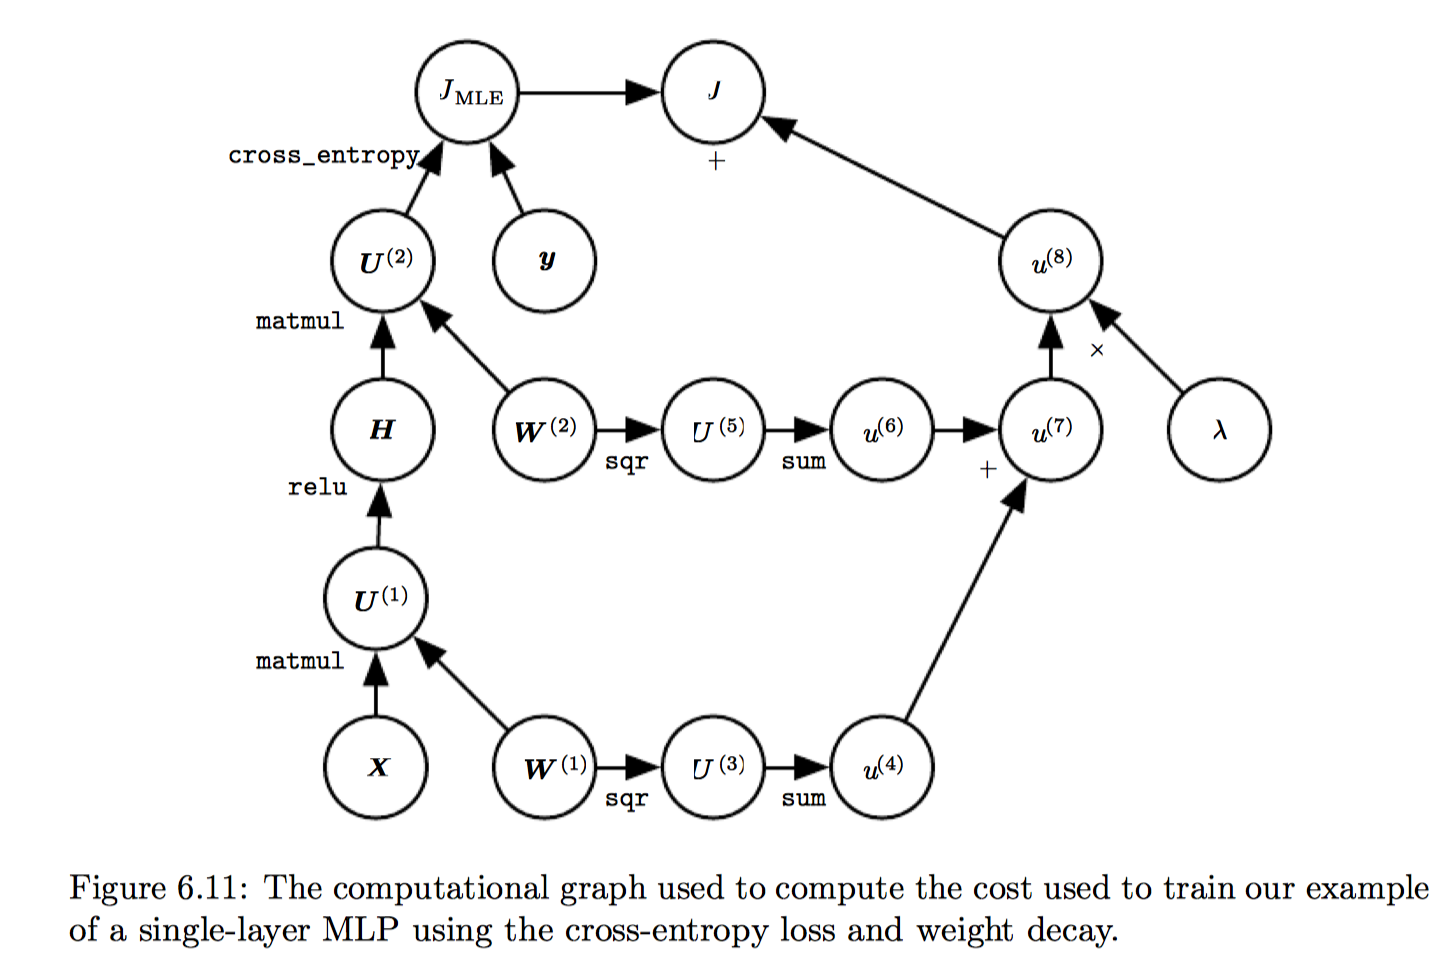 J_MLE
J
+
cross_entropy
U^(2)
y
u^(8)
matmul
×
H
W^(2)
U^(5)
u^(6)
u^(7)
λ
sqr
sum
+
relu
U^(1)
matmul
X
W^(1)
U^(3)
u^(4)
sqr
sum
Figure 6.11: The computational graph used to compute the cost used to train our example
of a single-layer MLP using the cross-entropy loss and weight decay.